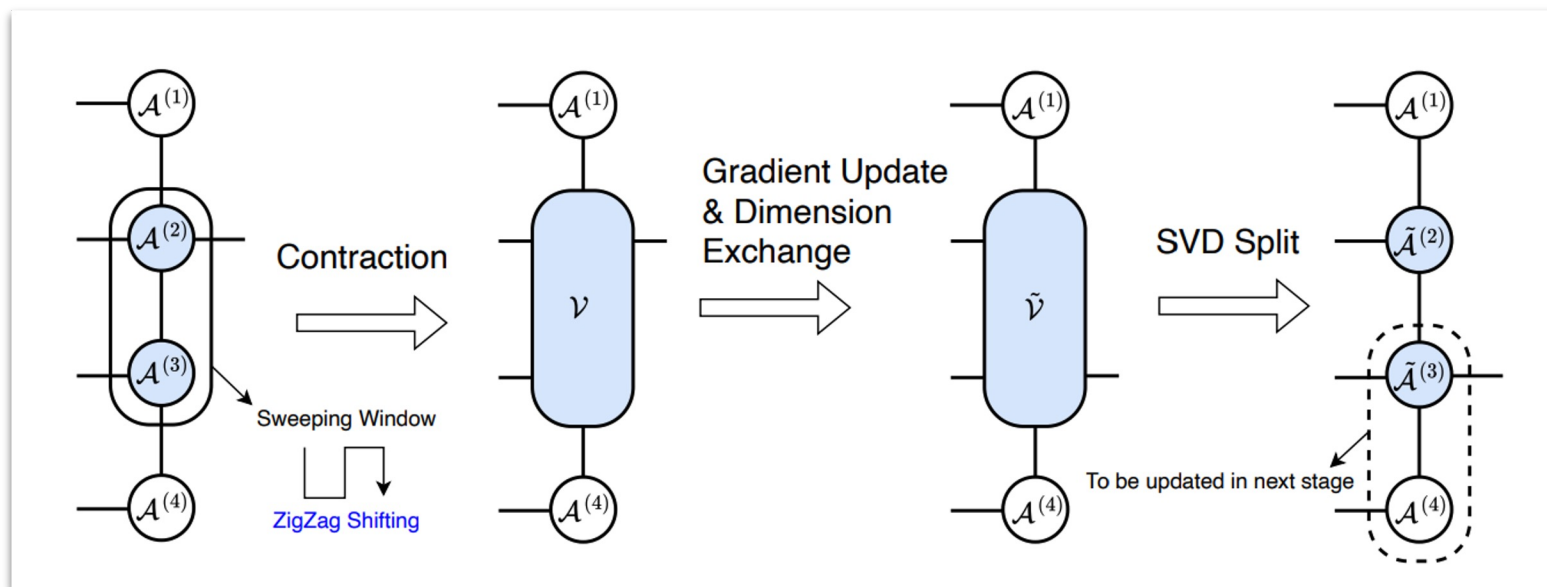 𝒜^(1)
𝒜^(2)
𝒜^(3)
𝒜^(4)
Sweeping Window
ZigZag Shifting
Contraction
𝒜^(1)
𝒱
𝒜^(4)
Gradient Update
& Dimension
Exchange
𝒜^(1)
𝒱̃
𝒜^(4)
SVD Split
𝒜^(1)
𝒜̃^(2)
𝒜̃^(3)
𝒜^(4)
To be updated in next stage